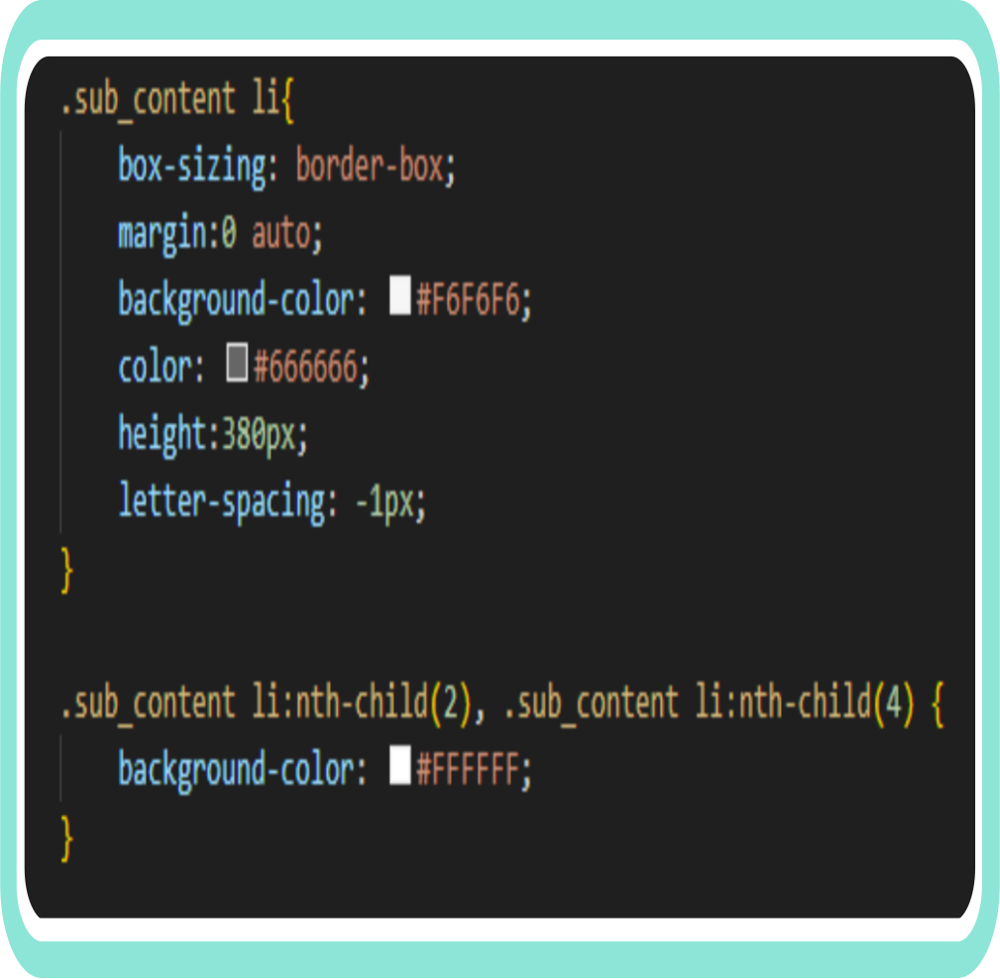 .sub_content li{
box-sizing: border-box;
margin:0 auto;
background-color: #F6F6F6;
color: #666666;
height:380px;
letter-spacing: -1px;
}
.sub_content li:nth-child(2), .sub_content li:nth-child(4) {
background-color: #FFFFFF;
}